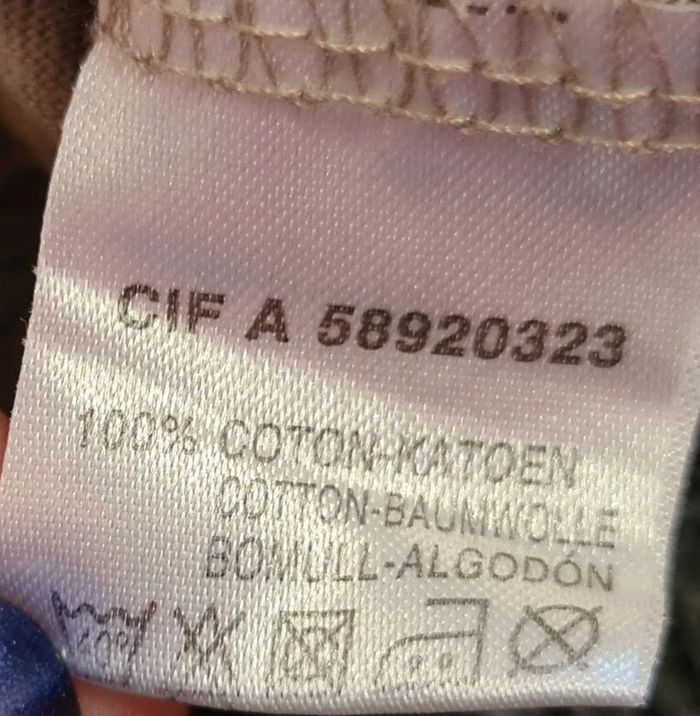 CIF A 58920323
100% COTON-KATOEN
COTTON-BAUMWOLLE
BOMULL-ALGODÓN